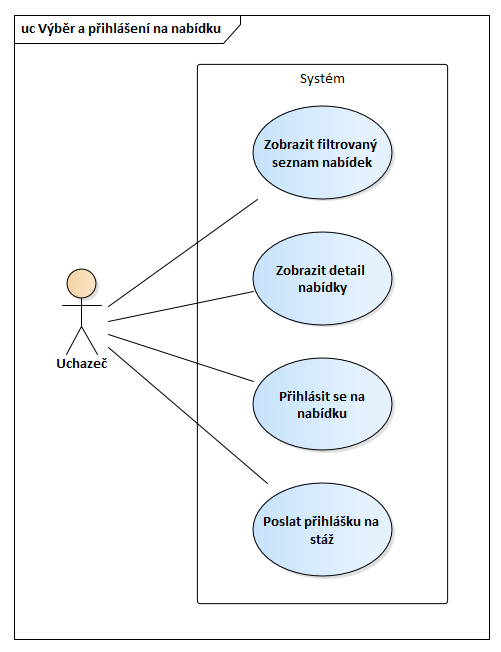 uc Výběr a přihlášení na nabídku
Systém
Zobrazit filtrovaný
seznam nabídek
Zobrazit detail
nabídky
Uchazeč
Přihlásit se na
nabídku
Poslat přihlášku na
stáž